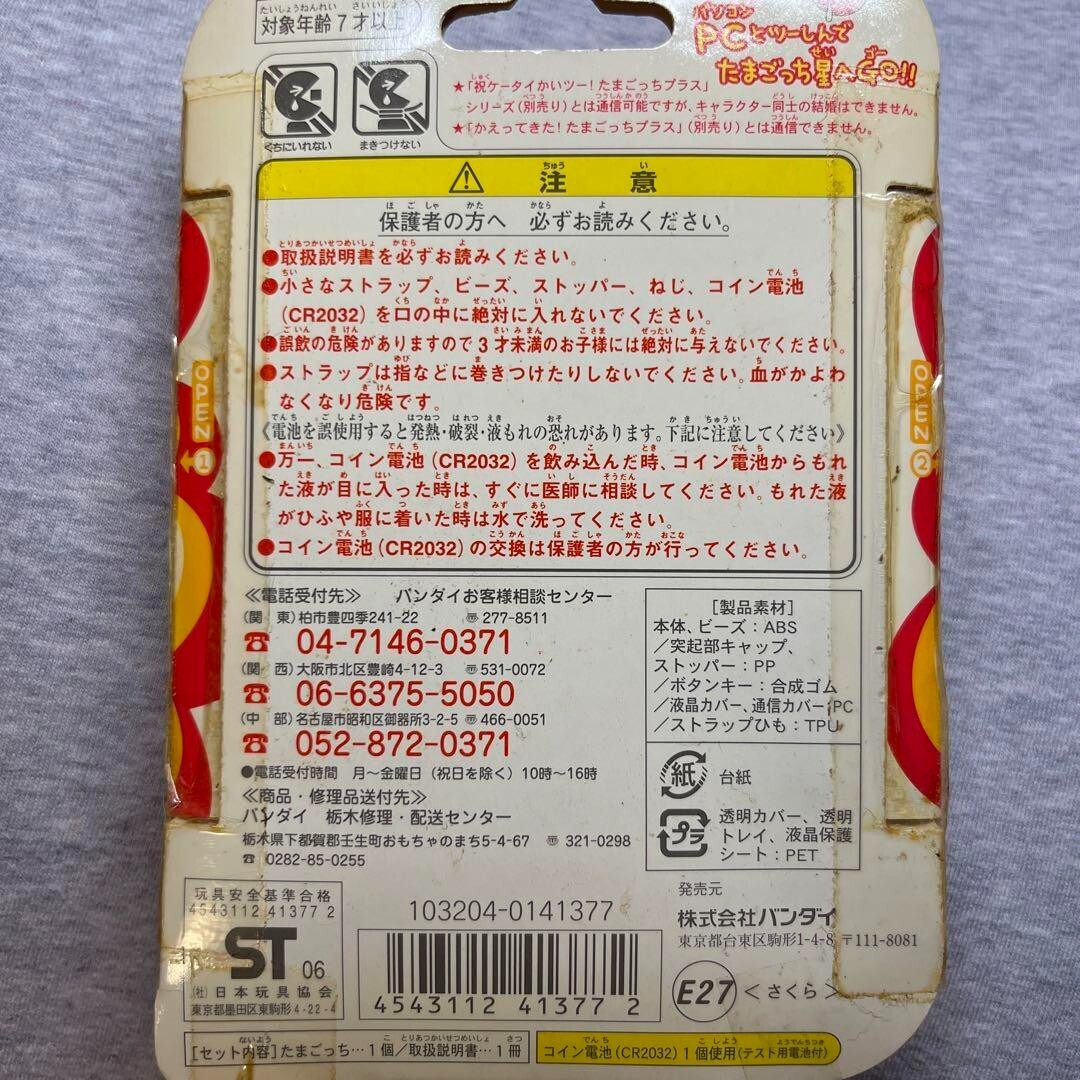 対象年齢7才以上
パソコン
PCとツーしんで
たまごっち星へGO!!
くちにいれない
まきつけない
★「祝ケータイかいツー!たまごっちプラス」
シリーズ(別売り)とは通信可能ですが、キャラクター同士の結婚はできません。
★「かえってきた!たまごっちプラス」(別売り)とは通信できません。
注意
保護者の方へ 必ずお読みください。
●取扱説明書を必ずお読みください。
●小さなストラップ、ビーズ、ストッパー、ねじ、コイン電池
(CR2032)を口の中に絶対に入れないでください。
●誤飲の危険がありますので3才未満のお子様には絶対に与えないでください。
●ストラップは指などに巻きつけたりしないでください。血がかよわ
なくなり危険です。
《電池を誤使用すると発熱・破裂・液もれの恐れがあります。下記に注意してください》
●万一、コイン電池(CR2032)を飲み込んだ時、コイン電池からもれ
た液が目に入った時は、すぐに医師に相談してください。もれた液
がひふや服に着いた時は水で洗ってください。
●コイン電池(CR2032)の交換は保護者の方が行ってください。
OPEN
1
OPEN
2
≪電話受付先≫ バンダイお客様相談センター
(関 東)柏市豊四季241-22 〒277-8511
☎ 04-7146-0371
(関 西)大阪市北区豊崎4-12-3 〒531-0072
☎ 06-6375-5050
(中 部)名古屋市昭和区御器所3-2-5 〒466-0051
☎ 052-872-0371
●電話受付時間 月〜金曜日(祝日を除く)10時〜16時
≪商品・修理品送付先≫
バンダイ 栃木修理・配送センター
栃木県下都賀郡壬生町おもちゃのまち5-4-67 〒321-0298
☎ 0282-85-0255
[製品素材]
本体、ビーズ:ABS
/突起部キャップ、
ストッパー:PP
/ボタンキー:合成ゴム
/液晶カバー、通信カバー:PC
/ストラップひも:TPU
紙
台紙
プラ
透明カバー、透明
トレイ、液晶保護
シート:PET
玩具安全基準合格
4543112 41377 2
ST 06
(社)日本玩具協会
東京都墨田区東駒形4-22-4
103204-0141377
4543112 413772
発売元
株式会社バンダイ
東京都台東区駒形1-4-8 〒111-8081
E27 <さくら>
[セット内容]たまごっち…1個/取扱説明書…1冊
コイン電池(CR2032)1個使用(テスト用電池付)